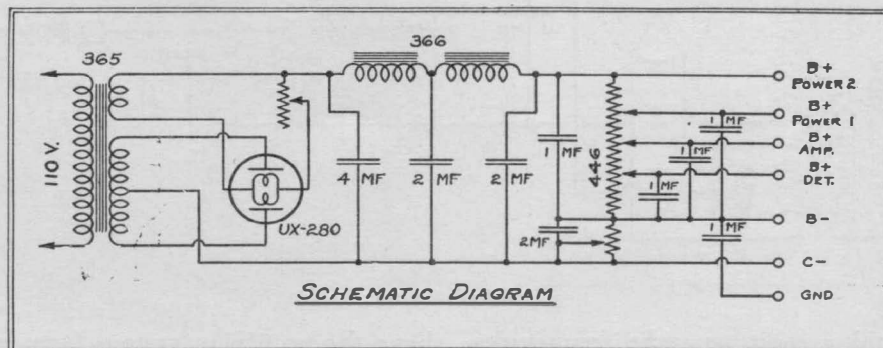 365
366
110 V.
UX-280
4 MF
2 MF
2 MF
1 MF
2MF
446
1 MF
1 MF
1 MF
1 MF
B+
POWER 2
B+
POWER 1
B+
AMP.
B+
DET.
B-
C-
GND
SCHEMATIC DIAGRAM